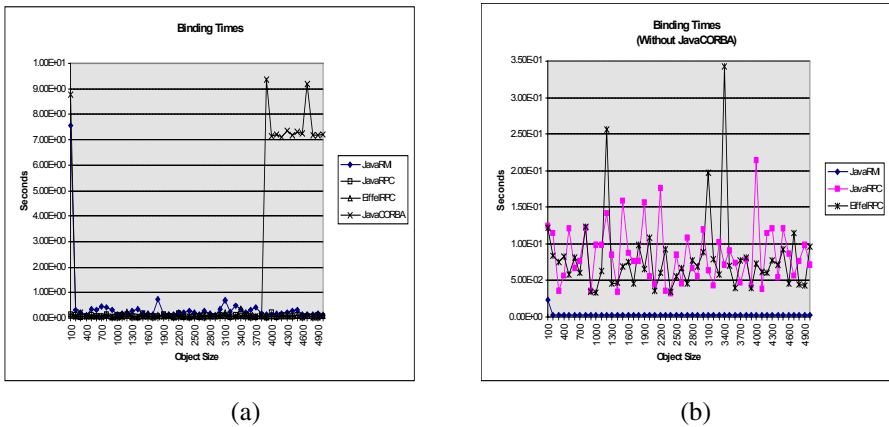 Binding Times
1.00E+01
9.00E+00
8.00E+00
7.00E+00
6.00E+00
5.00E+00
4.00E+00
3.00E+00
2.00E+00
1.00E+00
0.00E+00
Seconds
100
400
700
1000
1300
1600
1900
2200
2500
2800
3100
3400
3700
4000
4300
4600
4900
Object Size
JavaRMI
JavaRPC
EiffelRPC
JavaCORBA
(a)
Binding Times
(Without JavaCORBA)
3.50E-01
3.00E-01
2.50E-01
2.00E-01
1.50E-01
1.00E-01
5.00E-02
0.00E+00
Seconds
100
400
700
1000
1300
1600
1900
2200
2500
2800
3100
3400
3700
4000
4300
4600
4900
Object Size
JavaRMI
JavaRPC
EiffelRPC
(b)